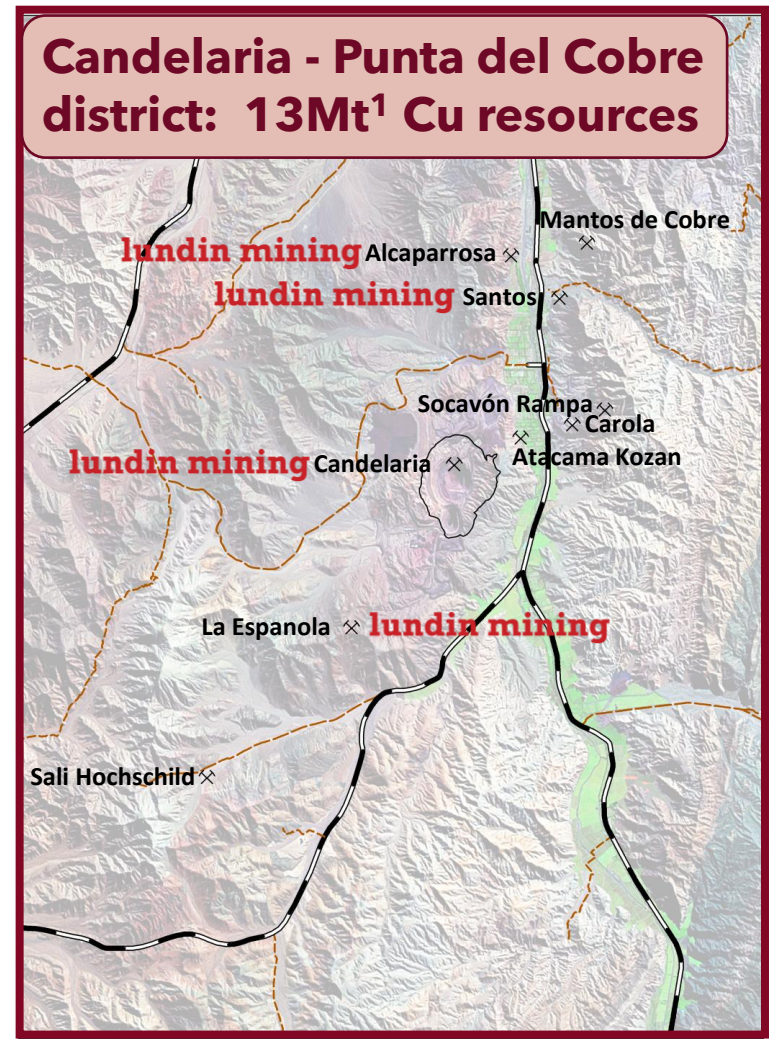 Candelaria - Punta del Cobre
district: 13Mt¹ Cu resources
Mantos de Cobre
lundin mining Alcaparrosa
lundin mining Santos
Socavón Rampa
Carola
Atacama Kozan
lundin mining Candelaria
La Espanola lundin mining
Sali Hochschild